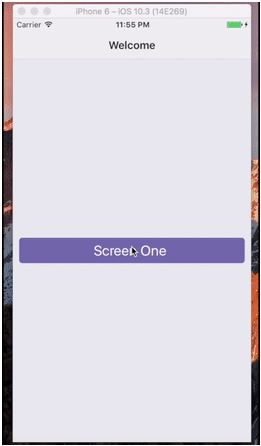 iPhone 6 – iOS 10.3 (14E269)
Carrier 11:55 PM
Welcome
Screen One